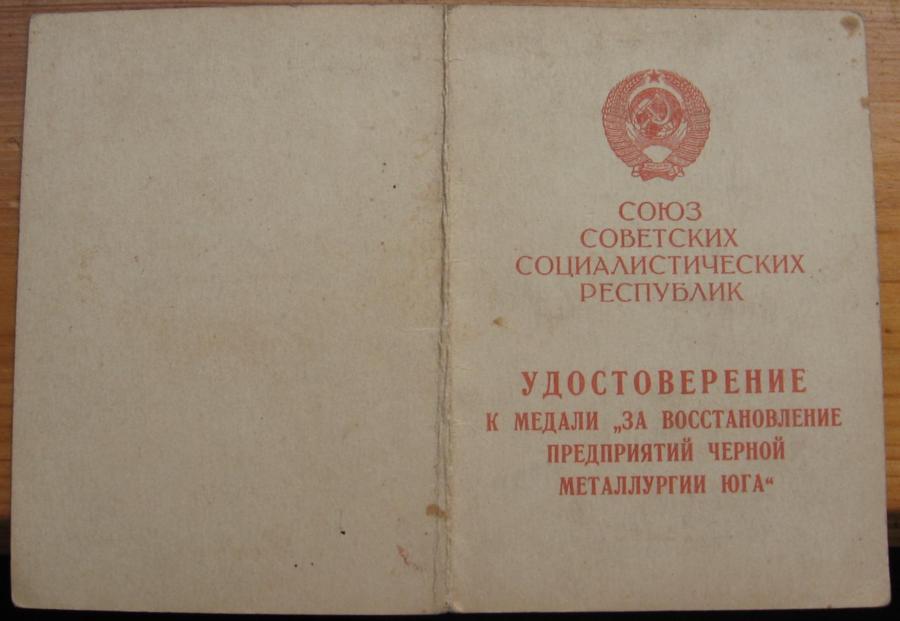 СОЮЗ
СОВЕТСКИХ
СОЦИАЛИСТИЧЕСКИХ
РЕСПУБЛИК
УДОСТОВЕРЕНИЕ
К МЕДАЛИ „ЗА ВОССТАНОВЛЕНИЕ
ПРЕДПРИЯТИЙ ЧЕРНОЙ
МЕТАЛЛУРГИИ ЮГА“